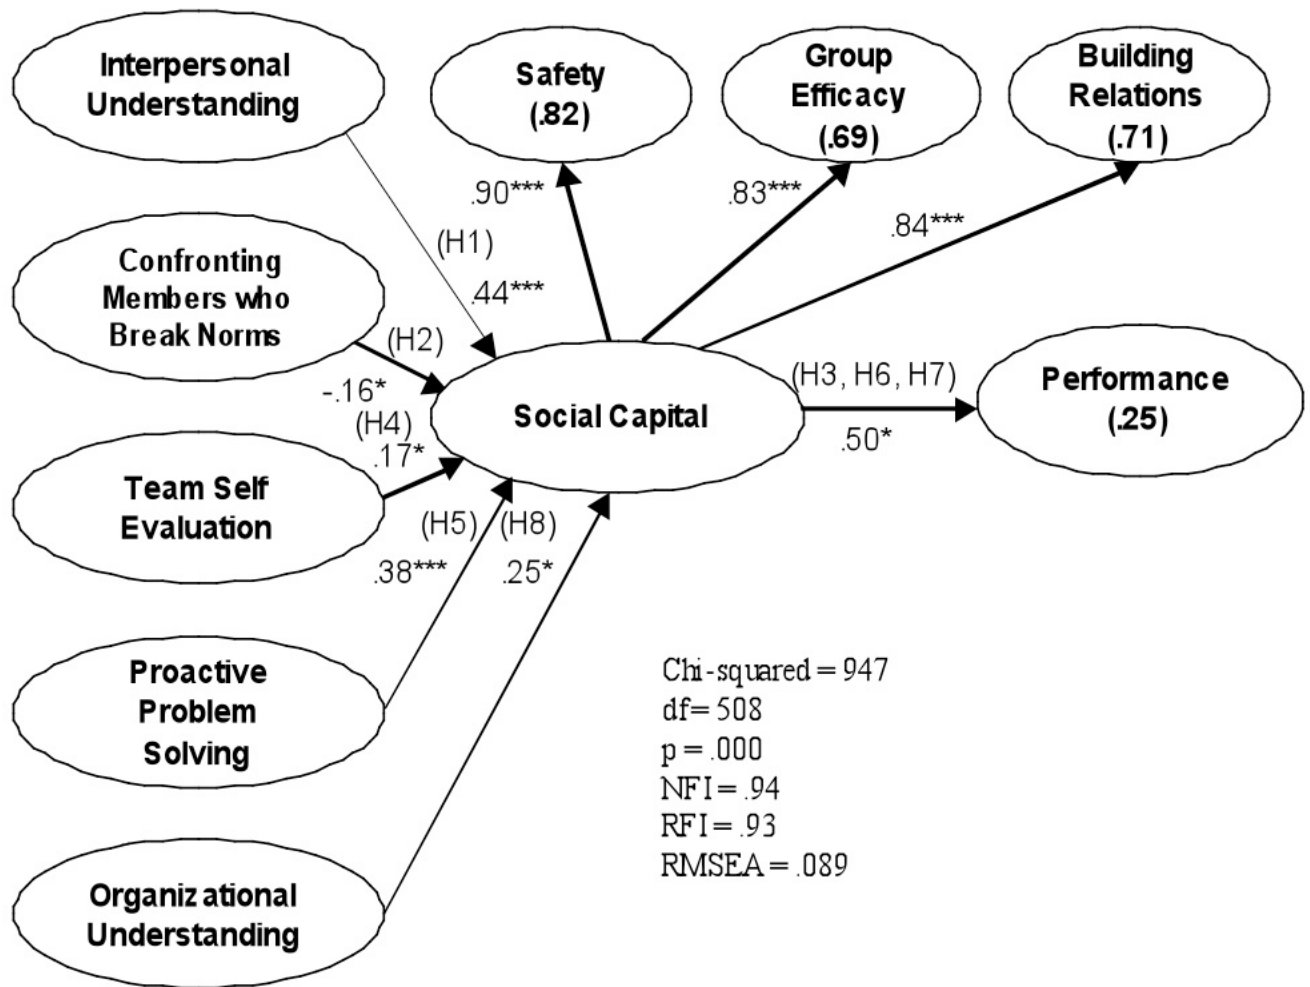 Interpersonal
Understanding
Safety
(.82)
Group
Efficacy
(.69)
Building
Relations
(.71)
.90***
.83***
.84***
(H1)
.44***
Confronting
Members who
Break Norms
(H2)
-.16*
Social Capital
(H3, H6, H7)
.50*
Performance
(.25)
(H4)
.17*
Team Self
Evaluation
(H5)
.38***
(H8)
.25*
Proactive
Problem
Solving
Organizational
Understanding
Chi-squared = 947
df= 508
p = .000
NFI = .94
RFI = .93
RMSEA = .089